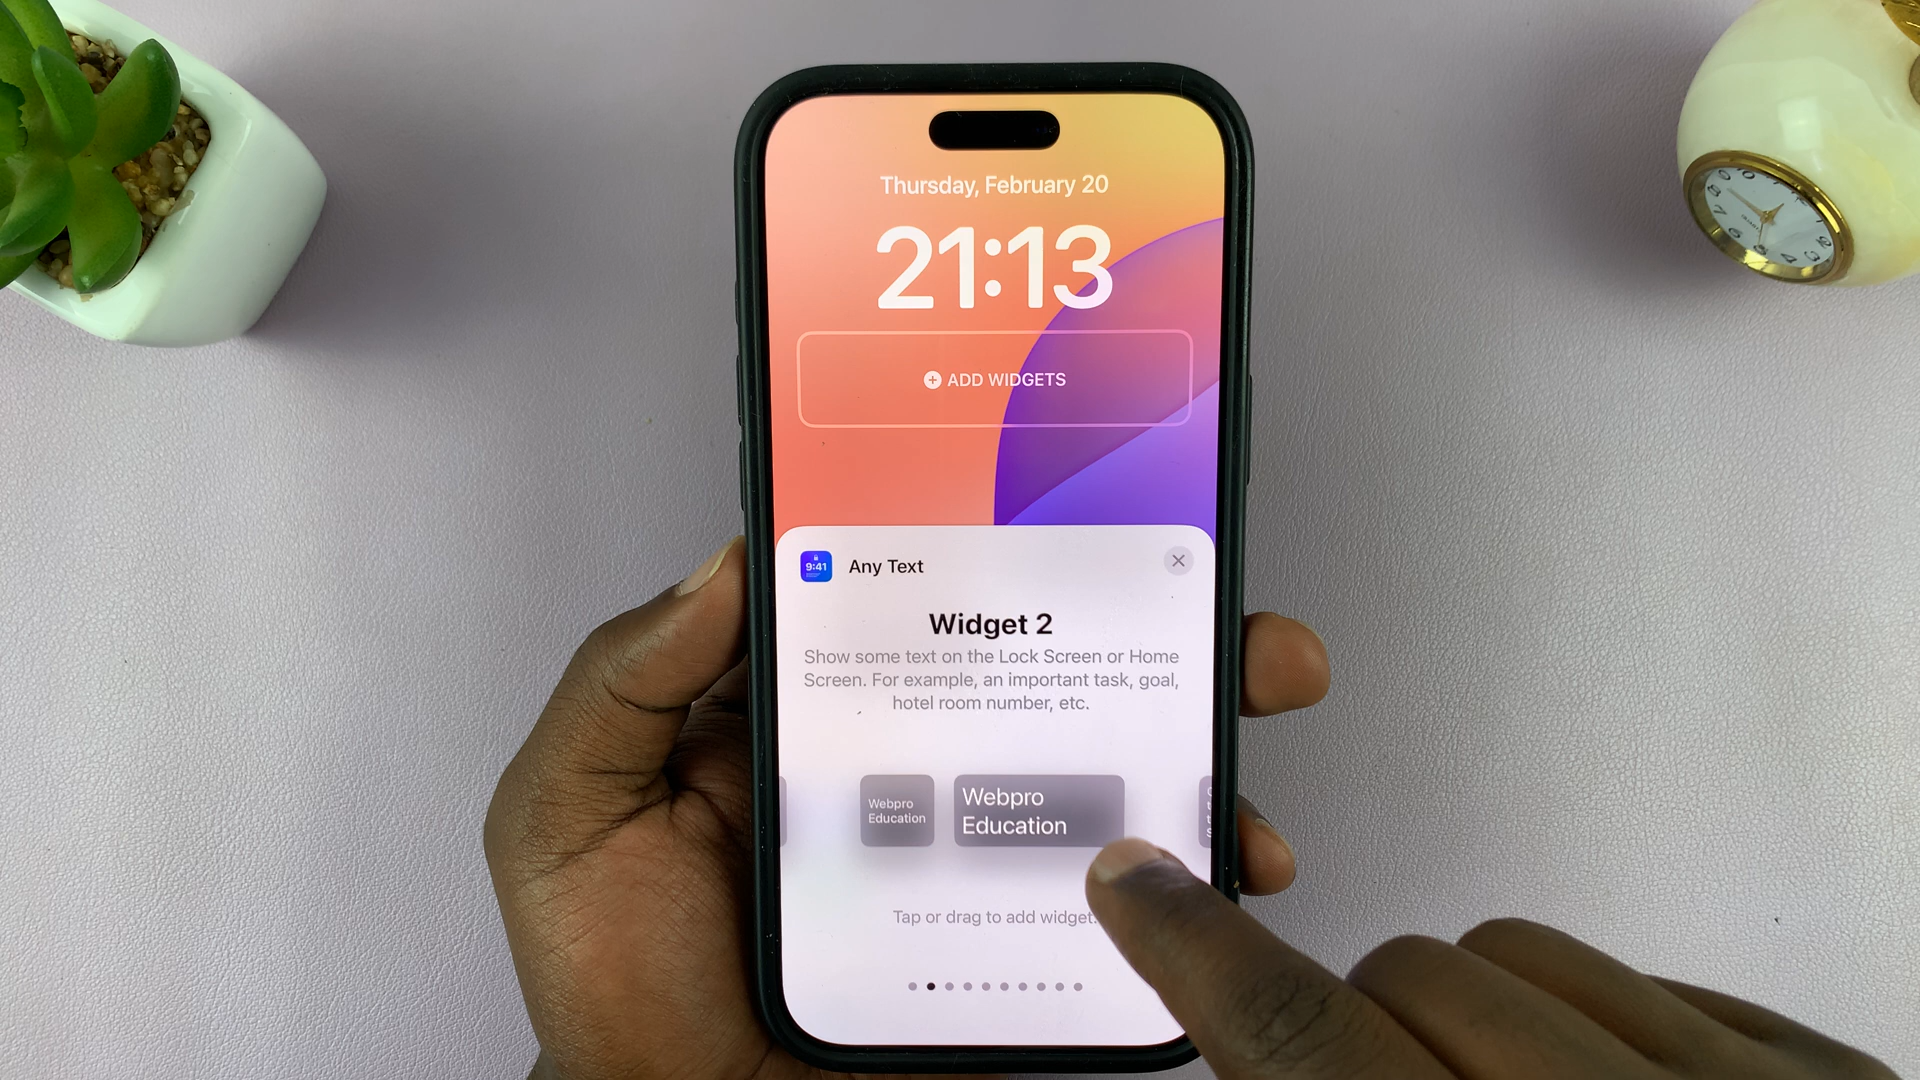 Thursday, February 20
21:13
ADD WIDGETS
9:41
Any Text
Widget 2
Show some text on the Lock Screen or Home
Screen. For example, an important task, goal,
hotel room number, etc.
Webpro
Education
Webpro
Education
Tap or drag to add widget.